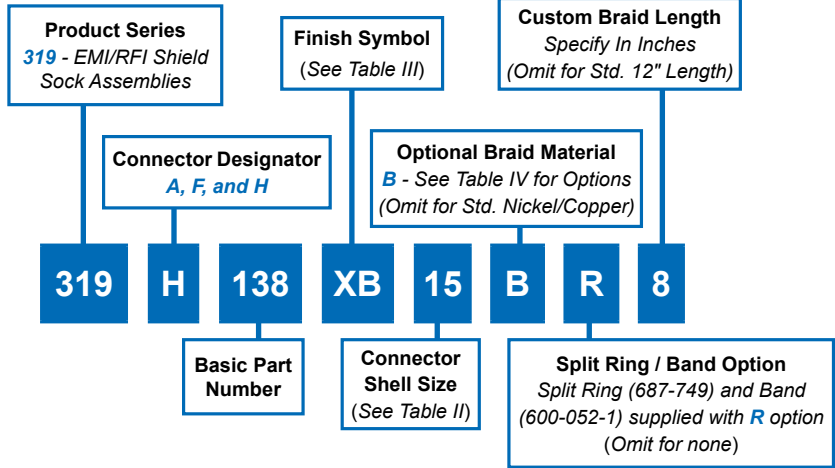 Product Series
319 - EMI/RFI Shield
Sock Assemblies
Finish Symbol
(See Table III)
Custom Braid Length
Specify In Inches
(Omit for Std. 12" Length)
Connector Designator
A, F, and H
Optional Braid Material
B - See Table IV for Options
(Omit for Std. Nickel/Copper)
319 H 138 XB 15 B R 8
Basic Part
Number
Connector
Shell Size
(See Table II)
Split Ring / Band Option
Split Ring (687-749) and Band
(600-052-1) supplied with R option
(Omit for none)